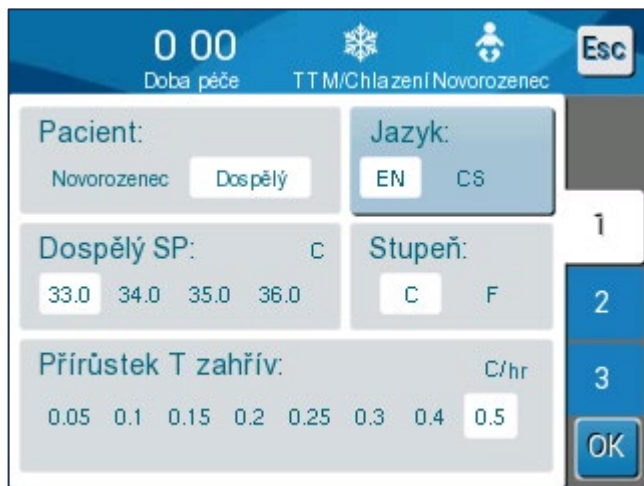 0 00
Doba péče
TTM/Chlazení
Novorozenec
Esc
Pacient:
Novorozenec Dospělý
Jazyk:
EN CS
Dospělý SP: C
33.0 34.0 35.0 36.0
Stupeň:
C F
Přírůstek T zahřív: C/hr
0.05 0.1 0.15 0.2 0.25 0.3 0.4 0.5
1
2
3
OK